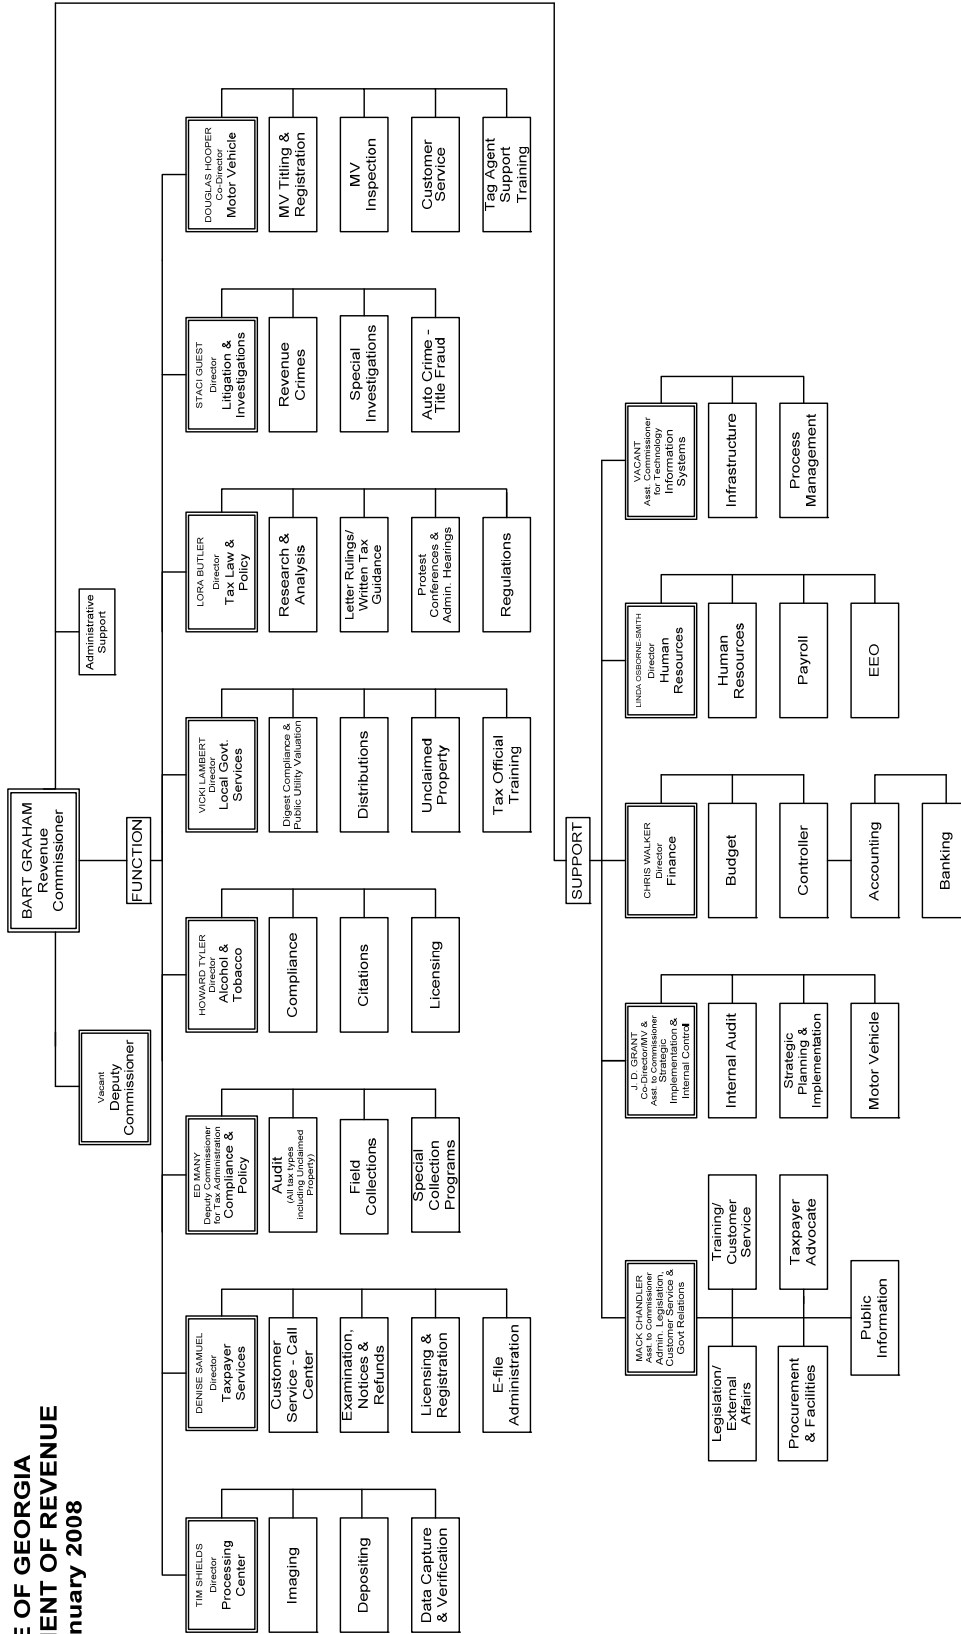 E OF GEORGIA
MENT OF REVENUE
nuary 2008
BART GRAHAM
Revenue
Commissioner
Vacant
Deputy
Commissioner
Administrative
Support
FUNCTION
TIM SHIELDS
Director
Processing
Center
Imaging
Depositing
Data Capture
& Verification
DENISE SAMUEL
Director
Taxpayer
Services
Customer
Service - Call
Center
Examination,
Notices &
Refunds
Licensing &
Registration
E-file
Administration
ED MANY
Deputy Commissioner
for Tax Administration
Compliance &
Policy
Audit
(All tax types
including Unclaimed
Property)
Field
Collections
Special
Collection
Programs
HOWARD TYLER
Director
Alcohol &
Tobacco
Compliance
Citations
Licensing
VICKI LAMBERT
Director
Local Govt.
Services
Digest Compliance &
Public Utility Valuation
Distributions
Unclaimed
Property
Tax Official
Training
LORA BUTLER
Director
Tax Law &
Policy
Research &
Analysis
Letter Rulings/
Written Tax
Guidance
Protest
Conferences &
Admin. Hearings
Regulations
STACI GUEST
Director
Litigation &
Investigations
Revenue
Crimes
Special
Investigations
Auto Crime -
Title Fraud
DOUGLAS HOOPER
Co-Director
Motor Vehicle
MV Titling &
Registration
MV
Inspection
Customer
Service
Tag Agent
Support
Training
SUPPORT
MACK CHANDLER
Asst. to Commissioner
Admin. Legislation,
Customer Service &
Govt Relations
Legislation/
External
Affairs
Training/
Customer
Service
Procurement
& Facilities
Taxpayer
Advocate
Public
Information
J. D. GRANT
Co-Director/MV &
Asst. to Commissioner
Strategic
Implementation &
Internal Control
Internal Audit
Strategic
Planning &
Implementation
Motor Vehicle
CHRIS WALKER
Director
Finance
Budget
Controller
Accounting
Banking
LINDA OSBORNE-SMITH
Director
Human
Resources
Human
Resources
Payroll
EEO
VACANT
Asst. Commissioner
for Technology
Information
Systems
Infrastructure
Process
Management